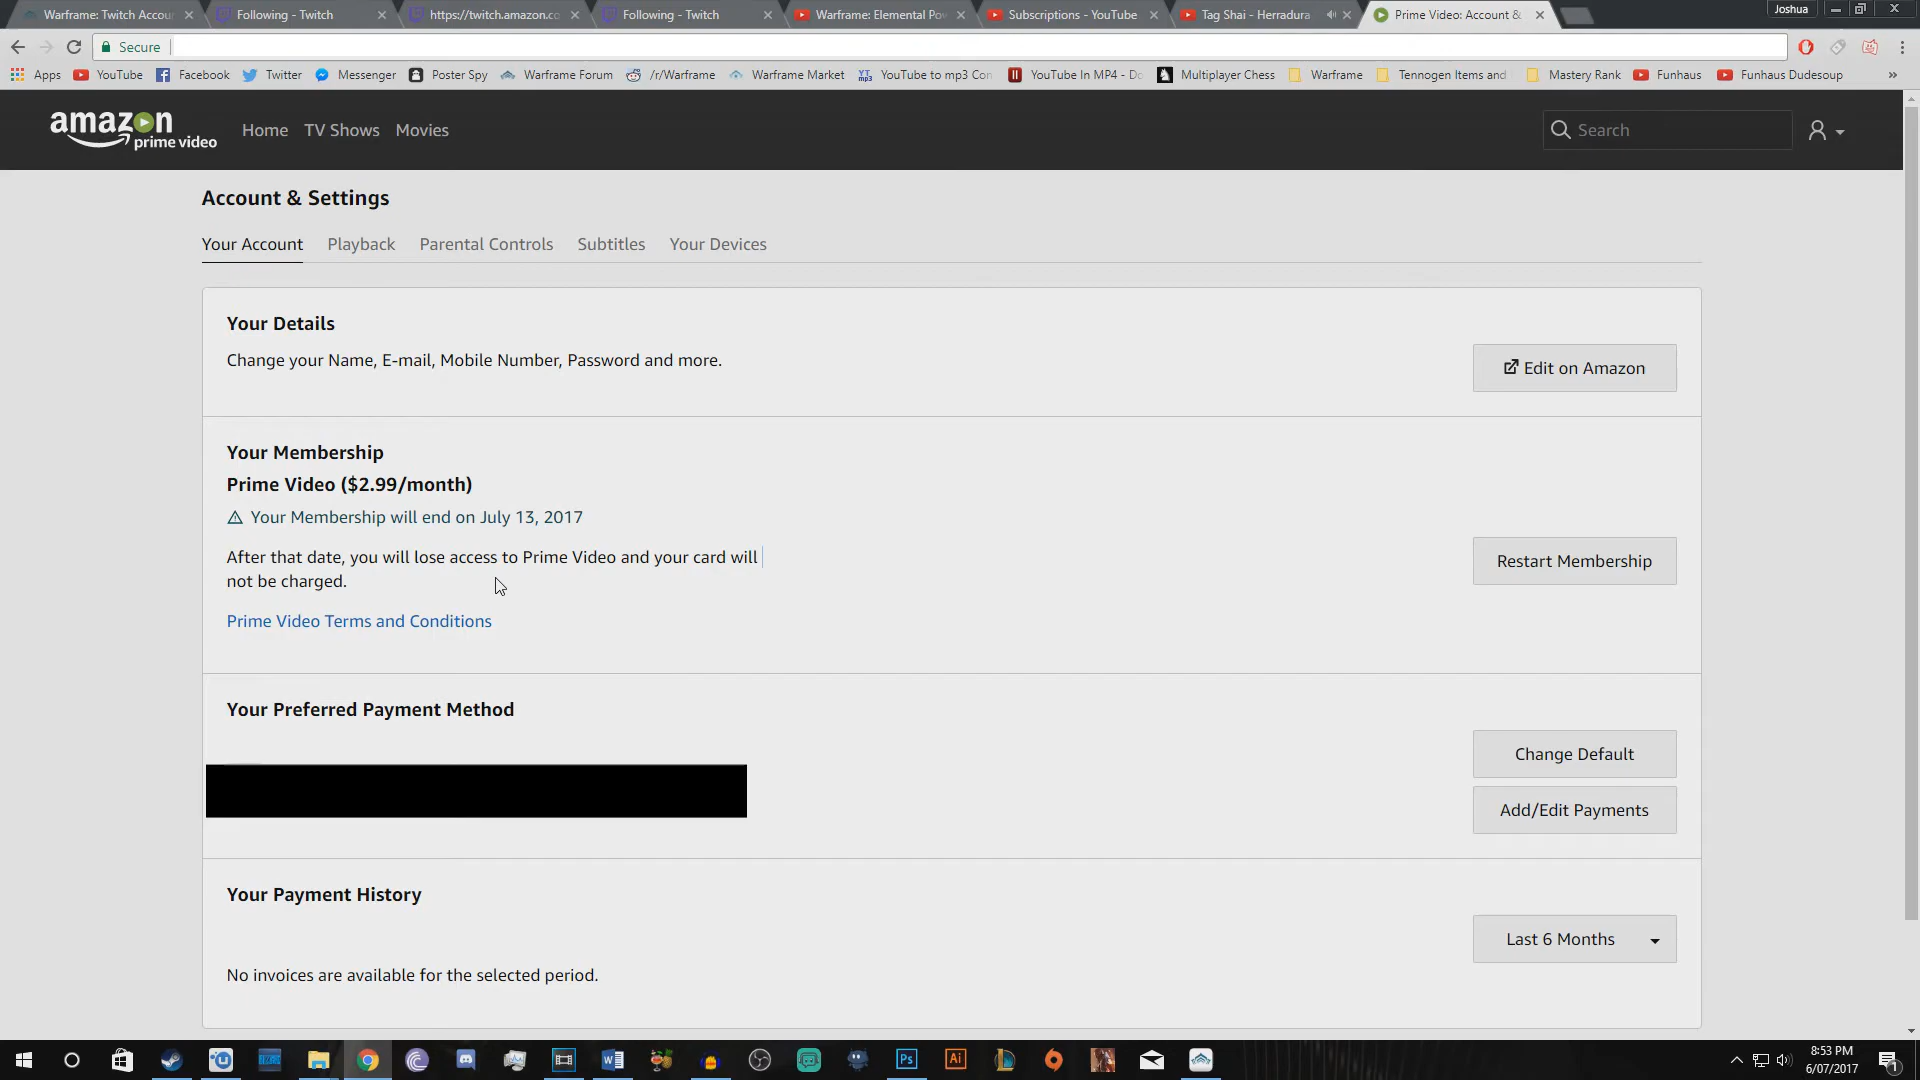 Warframe: Twitch Accou
Following - Twitch
https://twitch.amazon.co
Following - Twitch
Warframe: Elemental Po
Subscriptions - YouTube
Tag Shai - Herradura
Prime Video: Account &
Joshua
Secure
Apps
YouTube
Facebook
Twitter
Messenger
Poster Spy
Warframe Forum
/r/Warframe
Warframe Market
YouTube to mp3 Con
YouTube In MP4 - Do
Multiplayer Chess
Warframe
Tennogen Items and
Mastery Rank
Funhaus
Funhaus Dudesoup
»
amazon prime video
Home
TV Shows
Movies
Search
Account & Settings
Your Account
Playback
Parental Controls
Subtitles
Your Devices
Your Details
Change your Name, E-mail, Mobile Number, Password and more.
Edit on Amazon
Your Membership
Prime Video ($2.99/month)
Your Membership will end on July 13, 2017
After that date, you will lose access to Prime Video and your card will
not be charged.
Restart Membership
Prime Video Terms and Conditions
Your Preferred Payment Method
Change Default
Add/Edit Payments
Your Payment History
Last 6 Months
No invoices are available for the selected period.
Ps
Ai
8:53 PM
6/07/2017
1